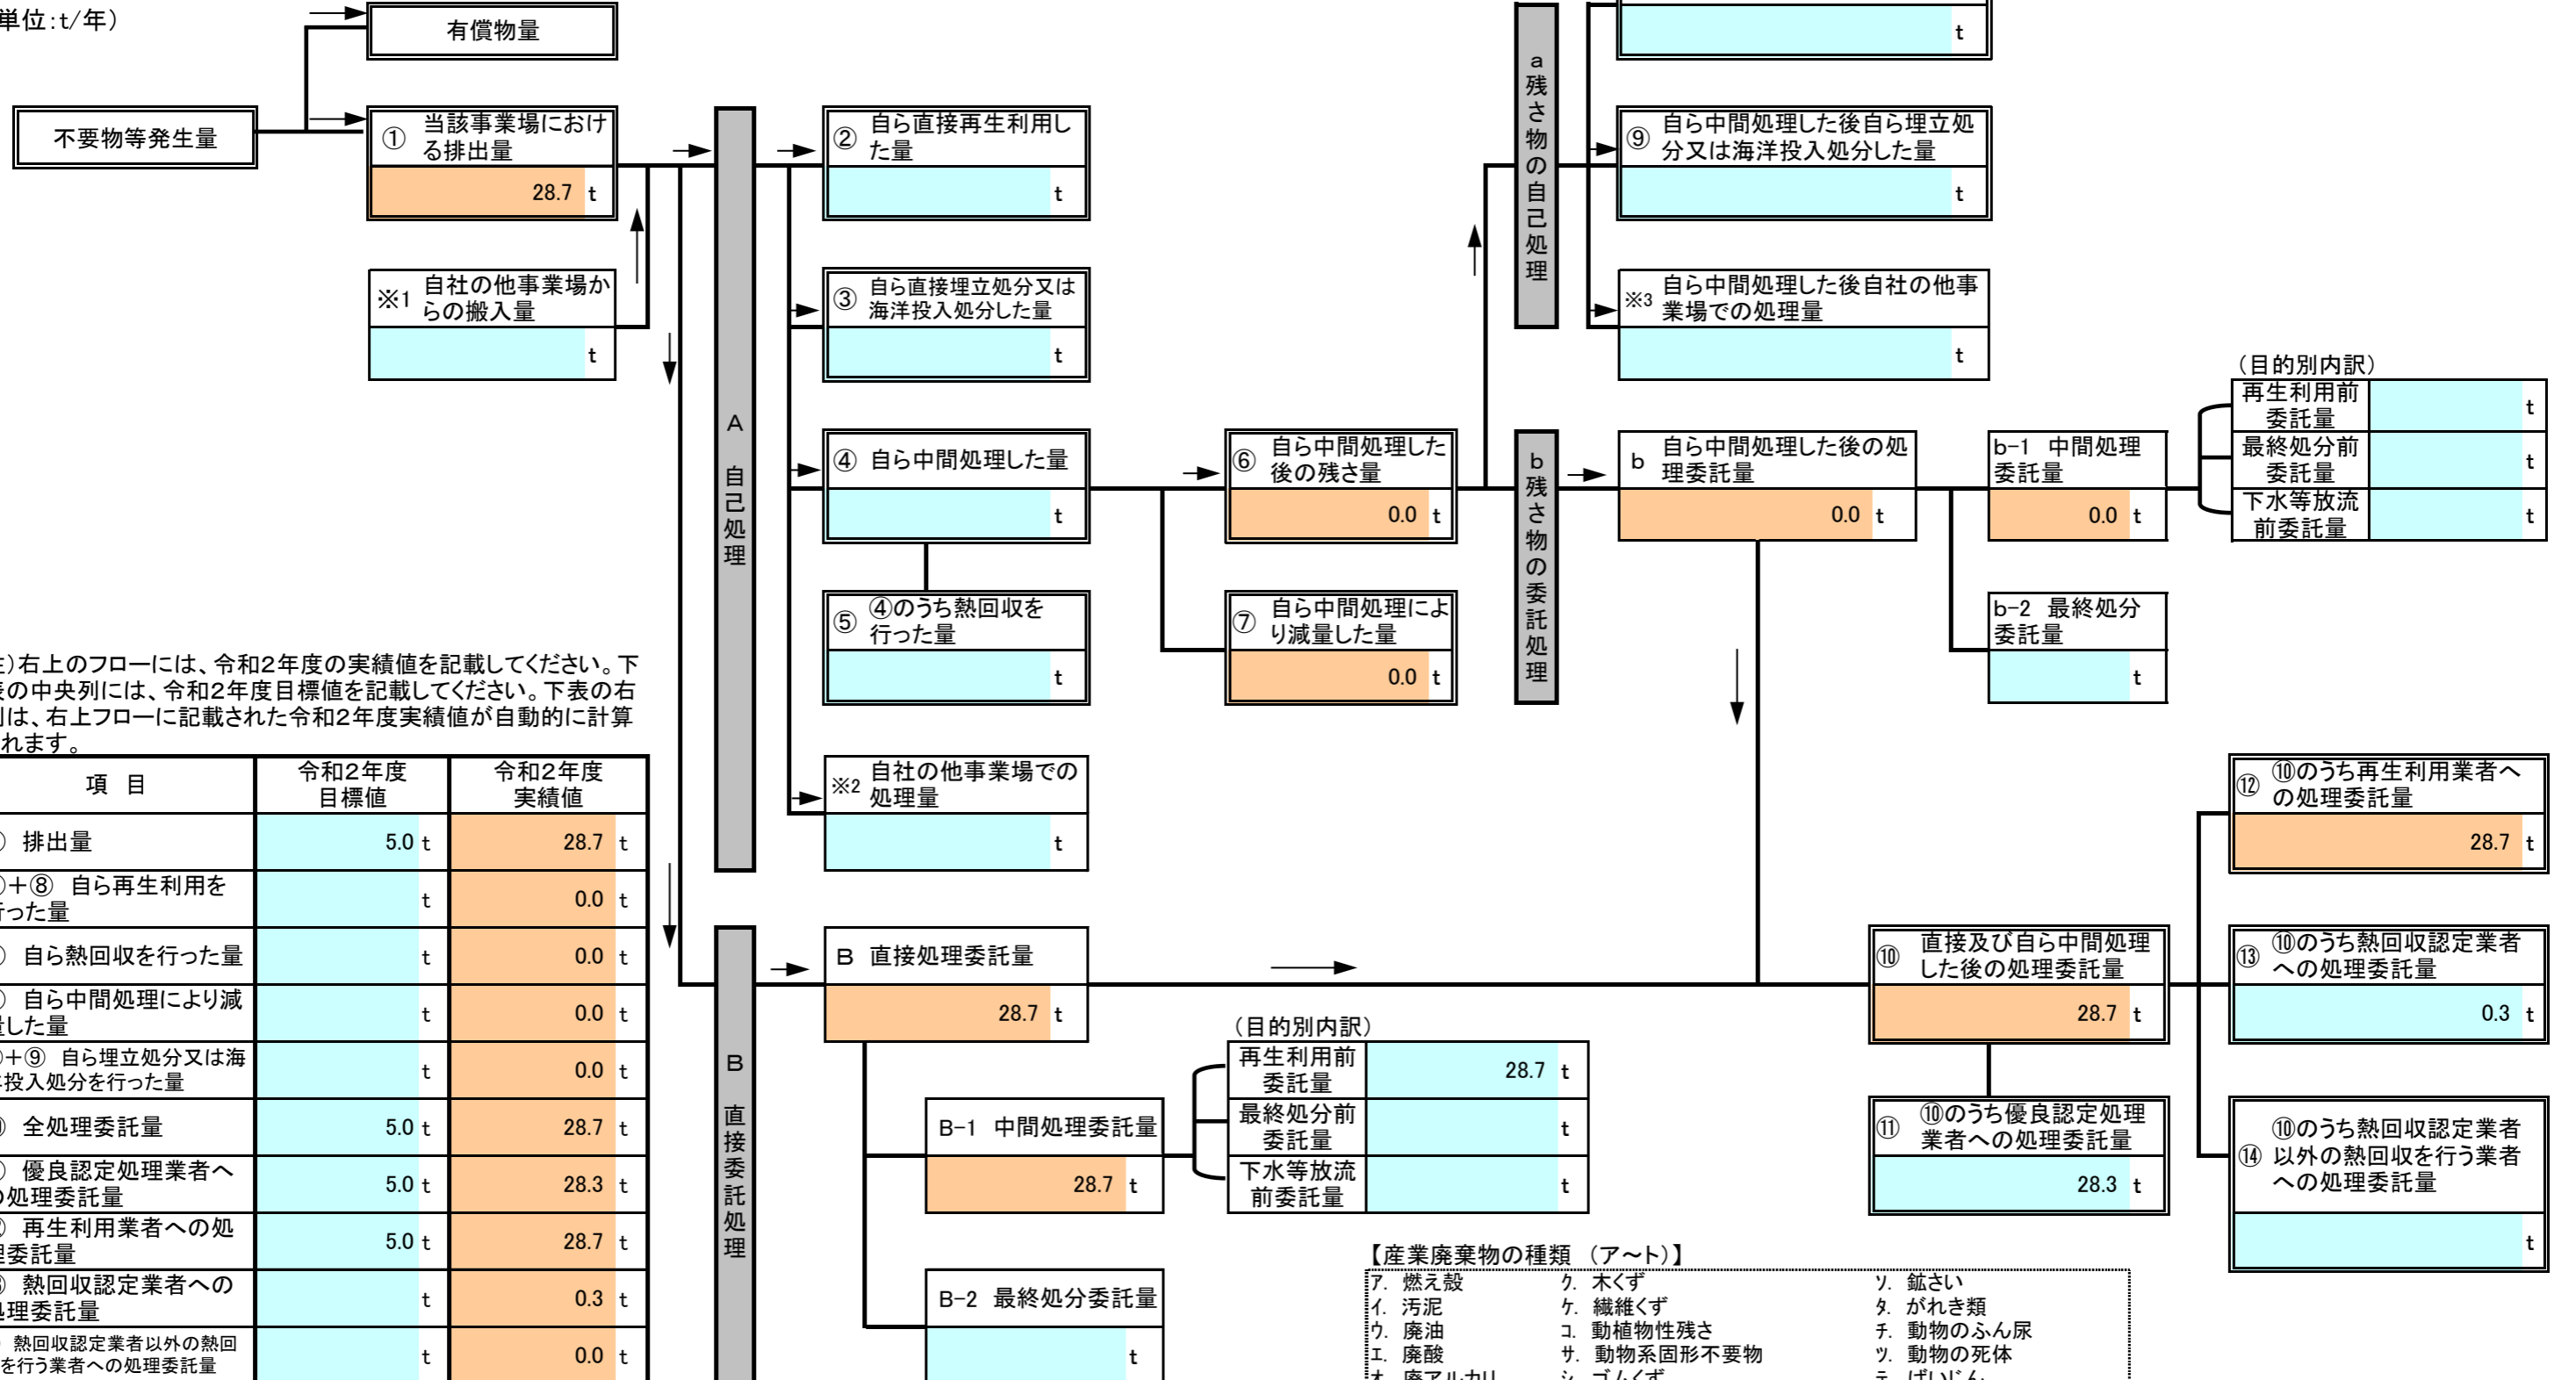 単位:t/年）
有償物量
不要物等発生量
① 当該事業場におけ
る排出量
28.7 t
※1 自社の他事業場か
らの搬入量
t
A 自己処理
② 自ら直接再生利用し
た量
t
③ 自ら直接埋立処分又は
海洋投入処分した量
t
④ 自ら中間処理した量
t
⑤ ④のうち熱回収を
行った量
t
※2 自社の他事業場での
処理量
t
⑥ 自ら中間処理した
後の残さ量
0.0 t
⑦ 自ら中間処理によ
り減量した量
0.0 t
a 残さ物の自己処理
t
⑨ 自ら中間処理した後自ら埋立処
分又は海洋投入処分した量
t
※3 自ら中間処理した後自社の他事
業場での処理量
t
b 残さ物の委託処理
b 自ら中間処理した後の処
理委託量
0.0 t
b-1 中間処理
委託量
0.0 t
b-2 最終処分
委託量
t
（目的別内訳）
再生利用前
委託量
t
最終処分前
委託量
t
下水等放流
前委託量
t
)右上のフローには、令和2年度の実績値を記載してください。下
表の中央列には、令和2年度目標値を記載してください。下表の右
列は、右上フローに記載された令和2年度実績値が自動的に計算
れます。
項 目 令和2年度
目標値 令和2年度
実績値
排出量 5.0 t 28.7 t
+⑧ 自ら再生利用を
行った量 t 0.0 t
自ら熱回収を行った量 t 0.0 t
自ら中間処理により減
量した量 t 0.0 t
+⑨ 自ら埋立処分又は海
洋投入処分を行った量 t 0.0 t
全処理委託量 5.0 t 28.7 t
優良認定処理業者へ
の処理委託量 5.0 t 28.3 t
再生利用業者への処
理委託量 5.0 t 28.7 t
熱回収認定業者への
処理委託量 t 0.3 t
熱回収認定業者以外の熱回
を行う業者への処理委託量 t 0.0 t
B 直接委託処理
B 直接処理委託量
28.7 t
B-1 中間処理委託量
28.7 t
B-2 最終処分委託量
t
（目的別内訳）
再生利用前
委託量
28.7 t
最終処分前
委託量
t
下水等放流
前委託量
t
⑩ 直接及び自ら中間処理
した後の処理委託量
28.7 t
⑪ ⑩のうち優良認定処理
業者への処理委託量
28.3 t
⑫ ⑩のうち再生利用業者へ
の処理委託量
28.7 t
⑬ ⑩のうち熱回収認定業者
への処理委託量
0.3 t
⑭ ⑩のうち熱回収認定業者
以外の熱回収を行う業者
への処理委託量
t
【産業廃棄物の種類 （ア～ト）】
ア. 燃え殻 ク. 木くず ソ. 鉱さい
イ. 汚泥 ケ. 繊維くず タ. がれき類
ウ. 廃油 コ. 動植物性残さ チ. 動物のふん尿
エ. 廃酸 サ. 動物系固形不要物 ツ. 動物の死体
オ. 廃アルカリ シ. ゴムくず テ. ばいじん